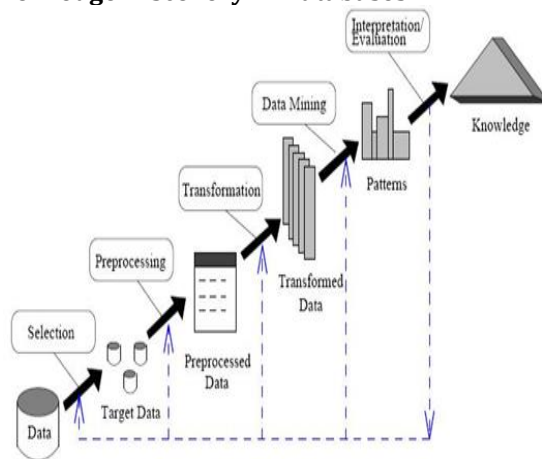 Interpretation/
Evaluation
Data Mining
Knowledge
Transformation
Patterns
Preprocessing
Transformed
Data
Selection
Preprocessed
Data
Target Data
Data